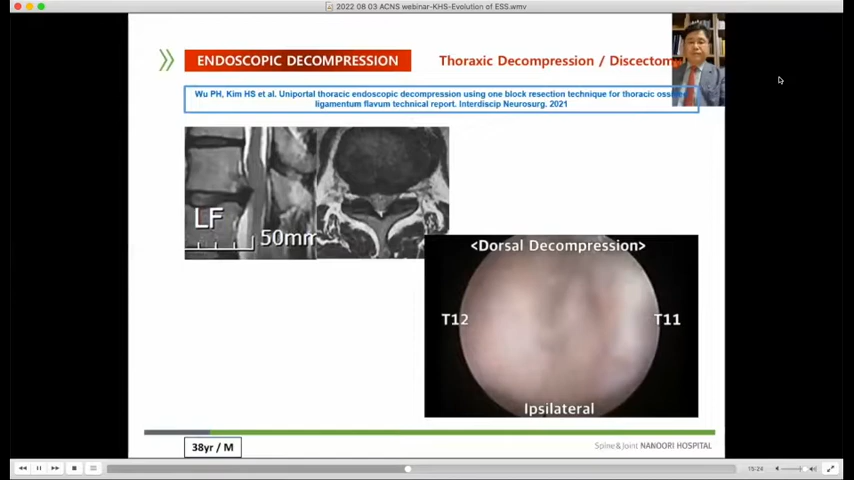 2022 08 03 ACNS webinar-KHS-Evolution of ESS.wmv
ENDOSCOPIC DECOMPRESSION
Thoraxic Decompression / Discectom
Wu PH, Kim HS et al. Uniportal thoracic endoscopic decompression using one block resection technique for thoracic
ligamentum flavum technical report. Interdiscip Neurosurg. 2021
LF
50mm
<Dorsal Decompression>
T12
T11
Ipsilateral
38yr / M
Spine & Joint NANOORI HOSPITAL
15:24